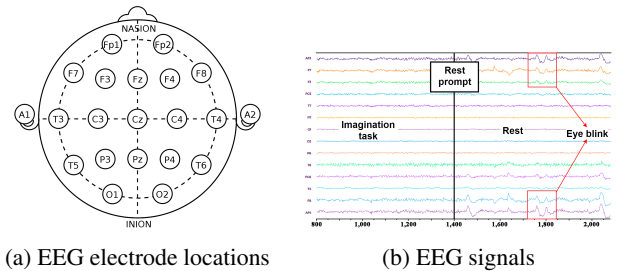 NASION
Fp1 Fp2
F7 F3 Fz F4 F8
A1 T3 C3 Cz C4 T4 A2
T5 P3 Pz P4 T6
O1 O2
INION
(a) EEG electrode locations
Rest
prompt
Imagination
task
Rest
Eye blink
800 1,000 1,200 1,400 1,600 1,800 2,000
(b) EEG signals